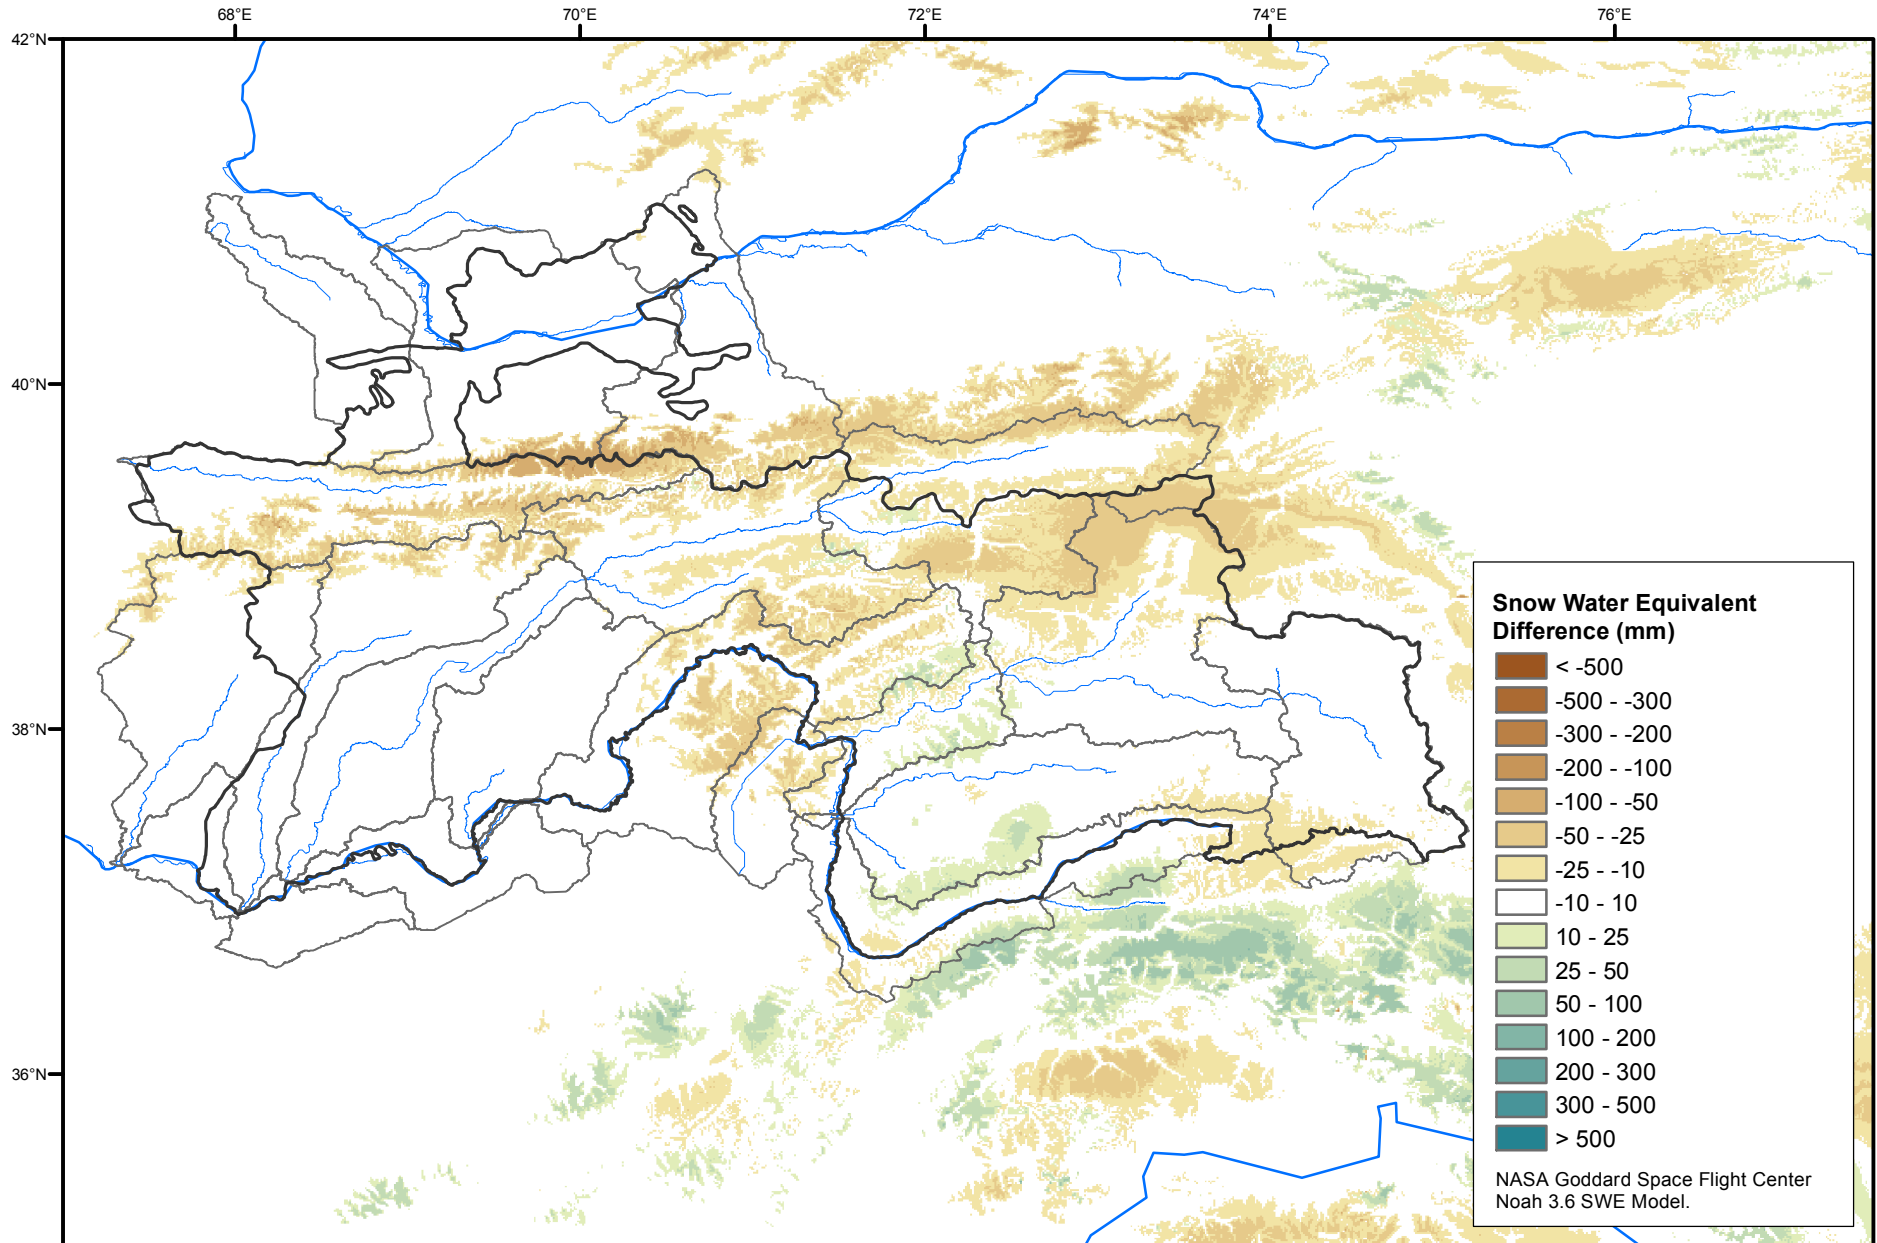 68°E 70°E 72°E 74°E 76°E
42°N
40°N
38°N
36°N
Snow Water Equivalent
Difference (mm)
< -500
-500 - -300
-300 - -200
-200 - -100
-100 - -50
-50 - -25
-25 - -10
-10 - 10
10 - 25
25 - 50
50 - 100
100 - 200
200 - 300
300 - 500
> 500
NASA Goddard Space Flight Center
Noah 3.6 SWE Model.